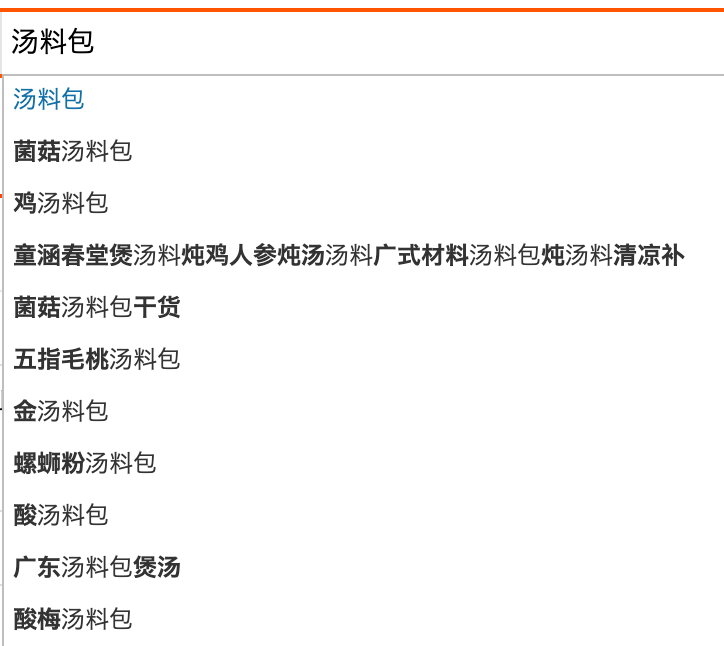 汤料包
汤料包
菌菇汤料包
鸡汤料包
童涵春堂煲汤料炖鸡人参炖汤汤料广式材料汤料包炖汤料清凉补
菌菇汤料包干货
五指毛桃汤料包
金汤料包
螺蛳粉汤料包
酸汤料包
广东汤料包煲汤
酸梅汤料包